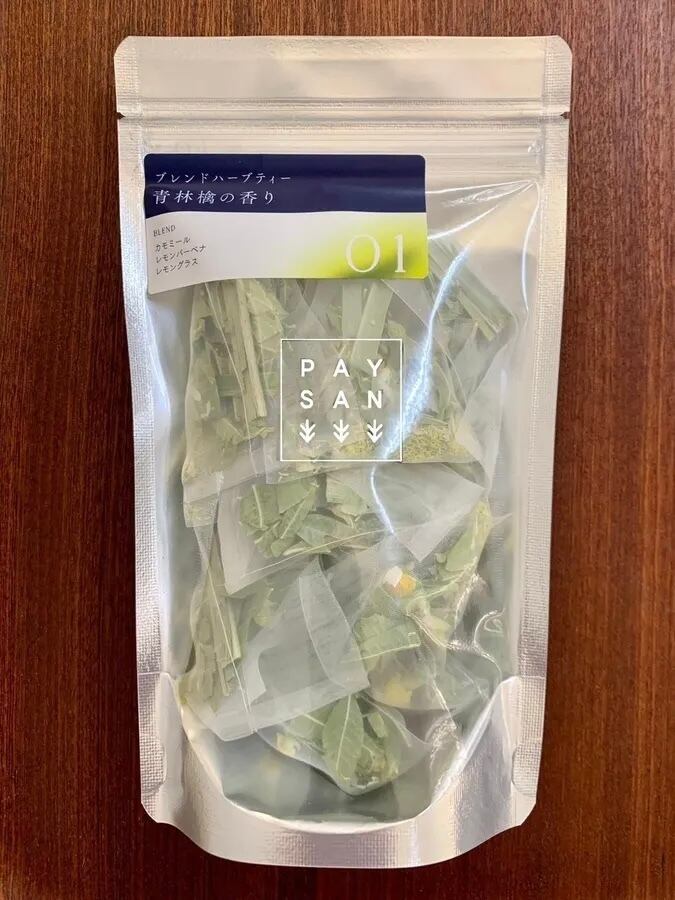 ブレンドハーブティー
青林檎の香り
BLEND
カモミール
レモンバーベナ
レモングラス
01
PAY
SAN